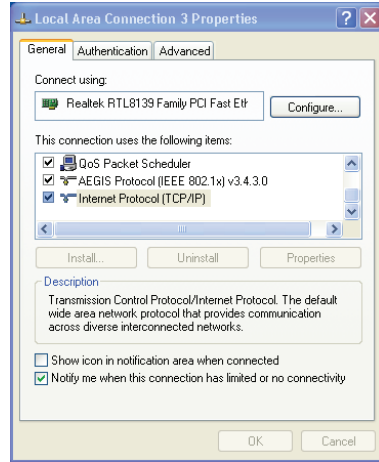 Local Area Connection 3 Properties
General Authentication Advanced
Connect using:
Realtek RTL8139 Family PCI Fast Eth
Configure...
This connection uses the following items:
QoS Packet Scheduler
AEGIS Protocol (IEEE 802.1x) v3.4.3.0
Internet Protocol (TCP/IP)
Install... Uninstall Properties
Description
Transmission Control Protocol/Internet Protocol. The default
wide area network protocol that provides communication
across diverse interconnected networks.
Show icon in notification area when connected
Notify me when this connection has limited or no connectivity
OK Cancel